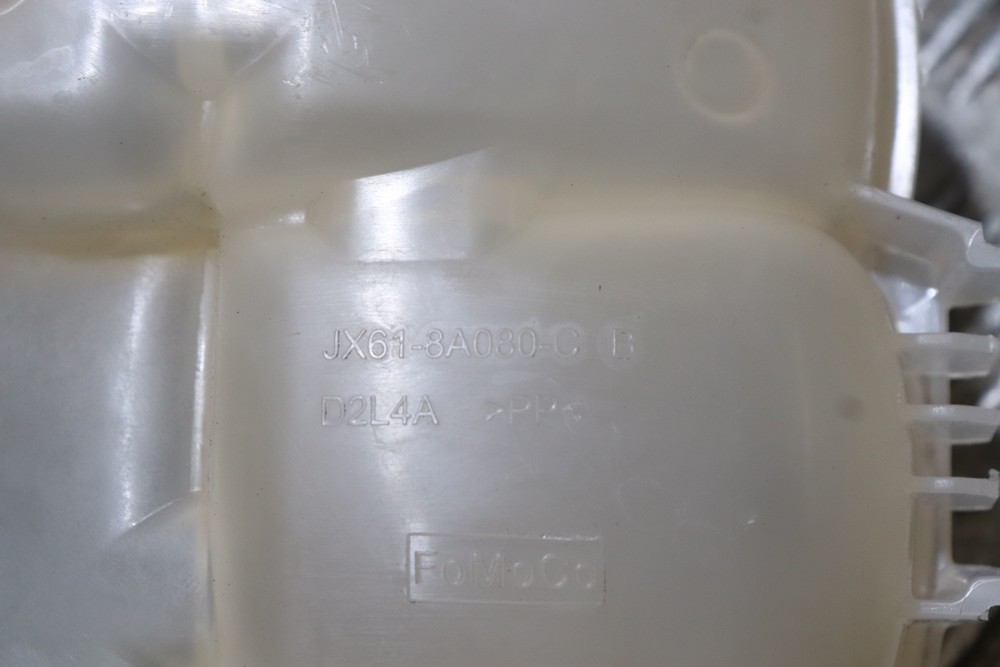 JX61-8A080-C B
D2L4A >PP<
FoMoCo